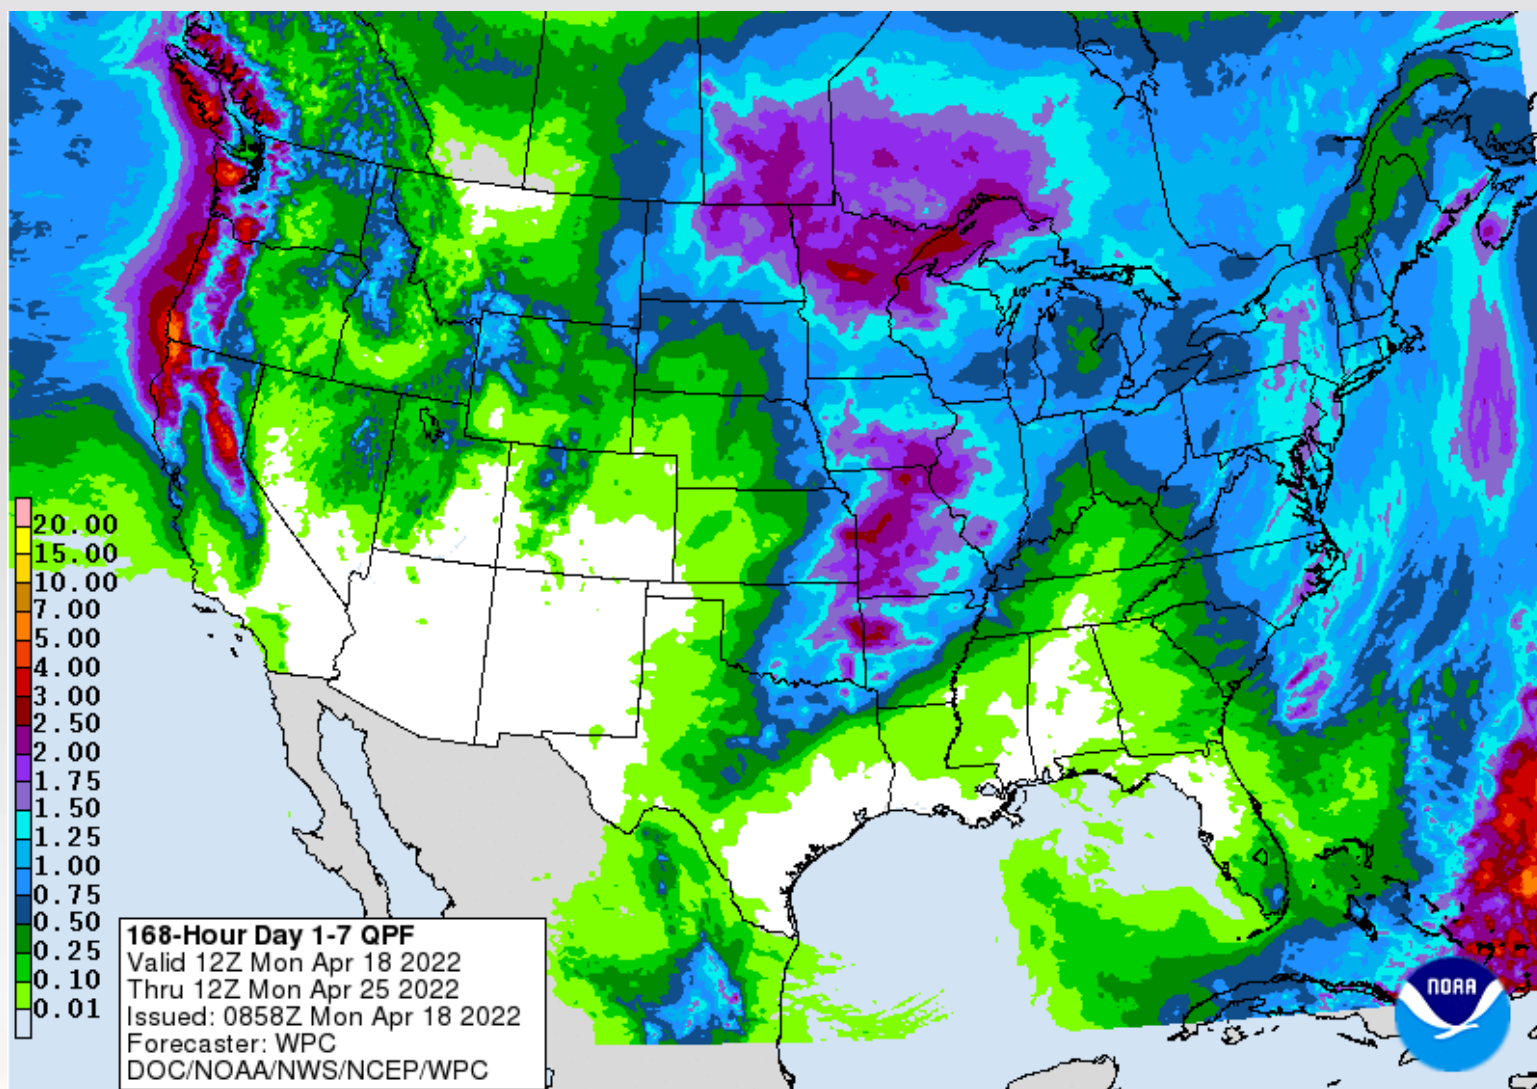 20.00
15.00
10.00
7.00
5.00
4.00
3.00
2.50
2.00
1.75
1.50
1.25
1.00
0.75
0.50
0.25
0.10
0.01
168-Hour Day 1-7 QPF
Valid 12Z Mon Apr 18 2022
Thru 12Z Mon Apr 25 2022
Issued: 0858Z Mon Apr 18 2022
Forecaster: WPC
DOC/NOAA/NWS/NCEP/WPC
NOAA